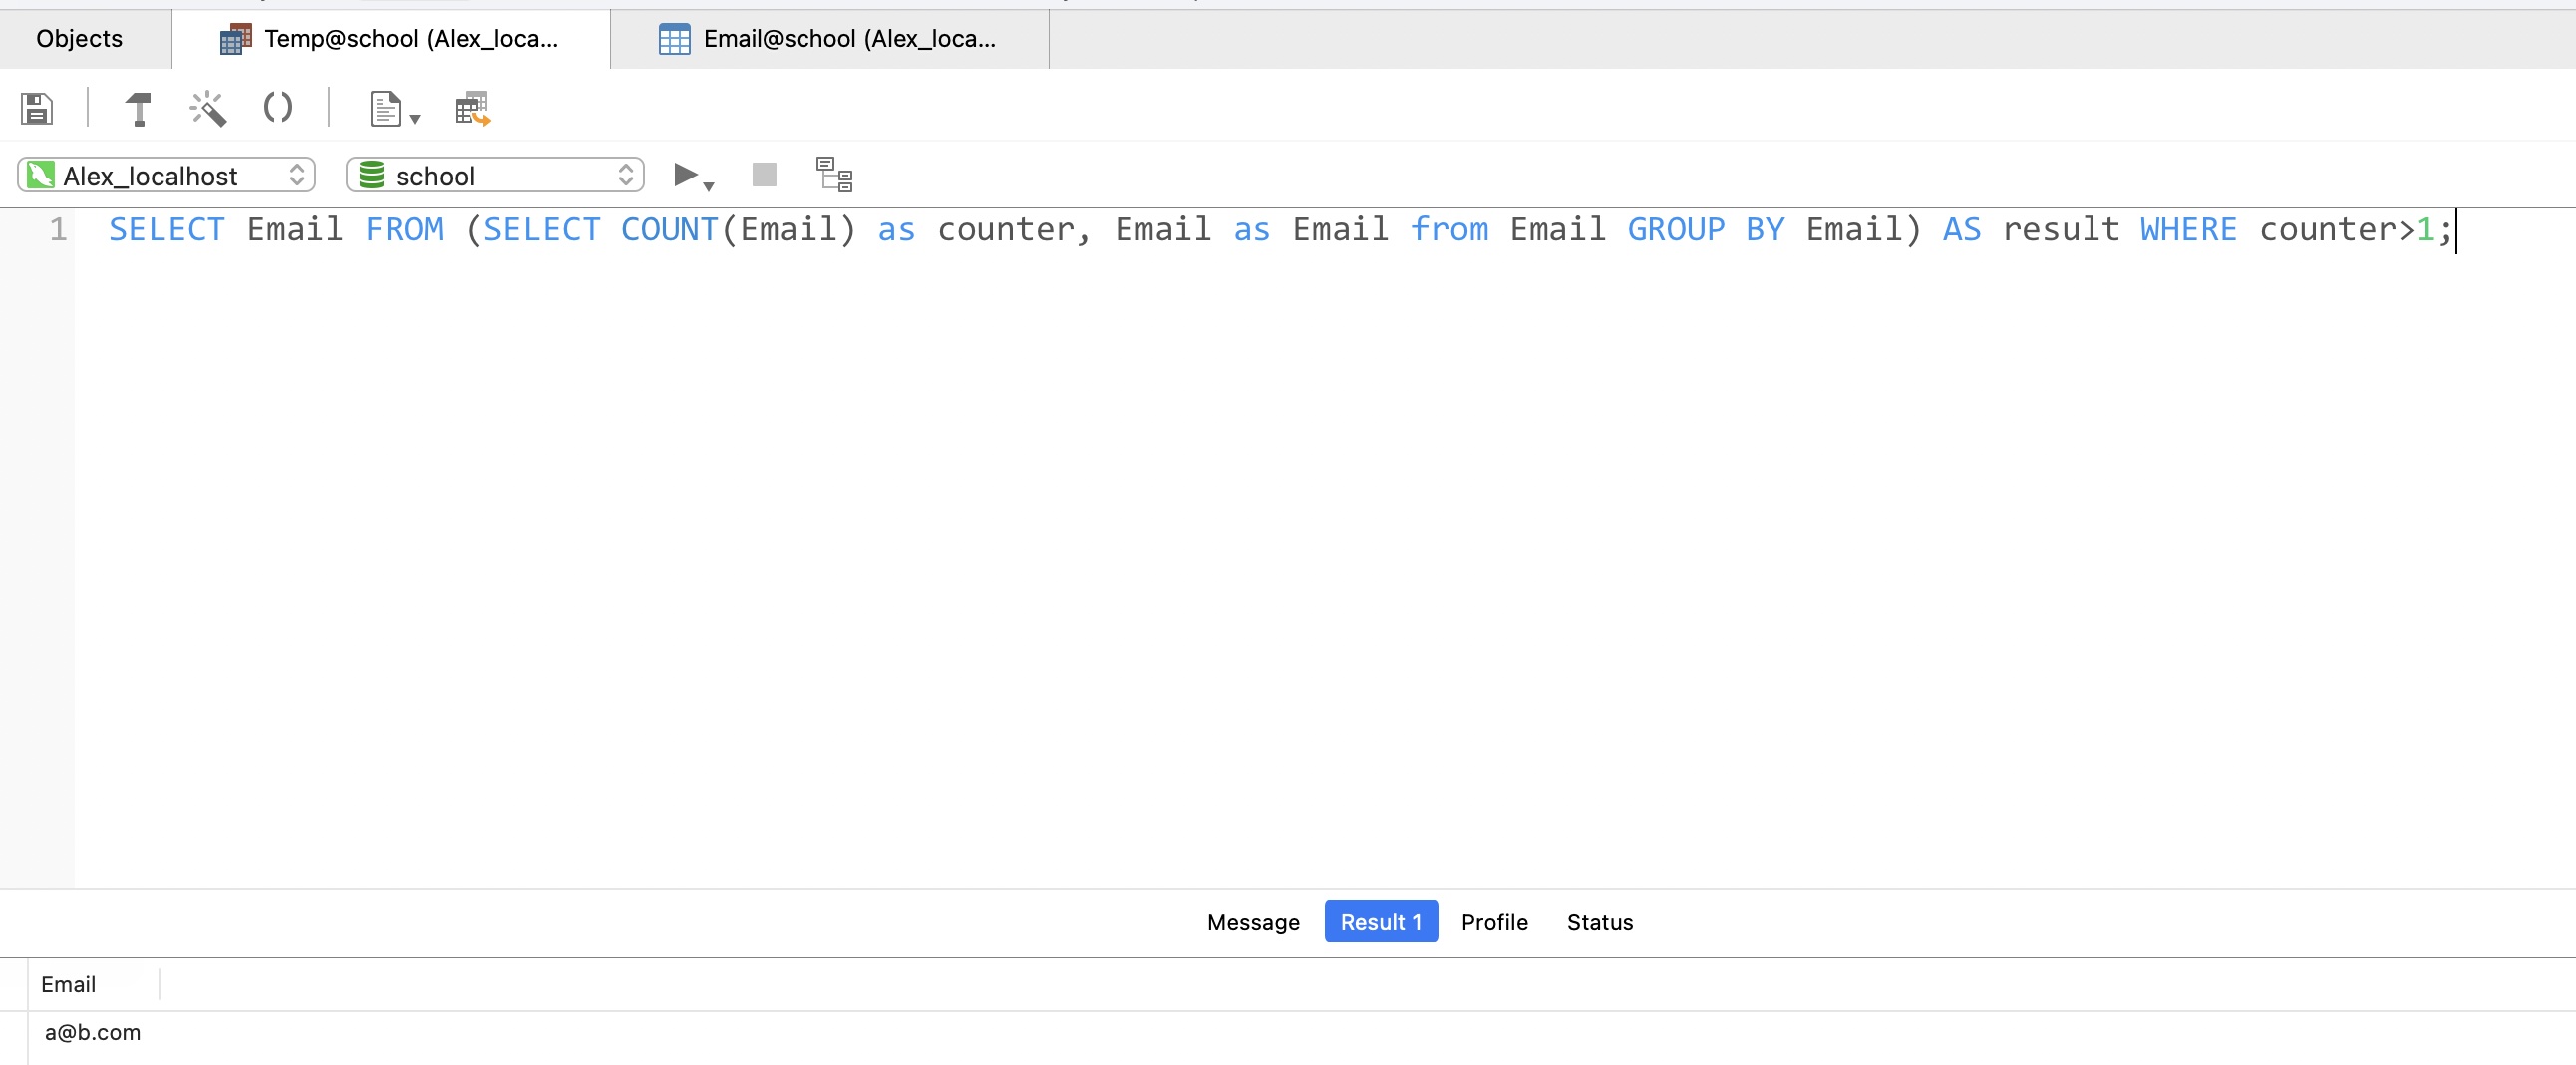 Objects
Temp@school (Alex_loca...
Email@school (Alex_loca...
Alex_localhost
school
1 SELECT Email FROM (SELECT COUNT(Email) as counter, Email as Email from Email GROUP BY Email) AS result WHERE counter>1;
Message Result 1 Profile Status
Email
a@b.com